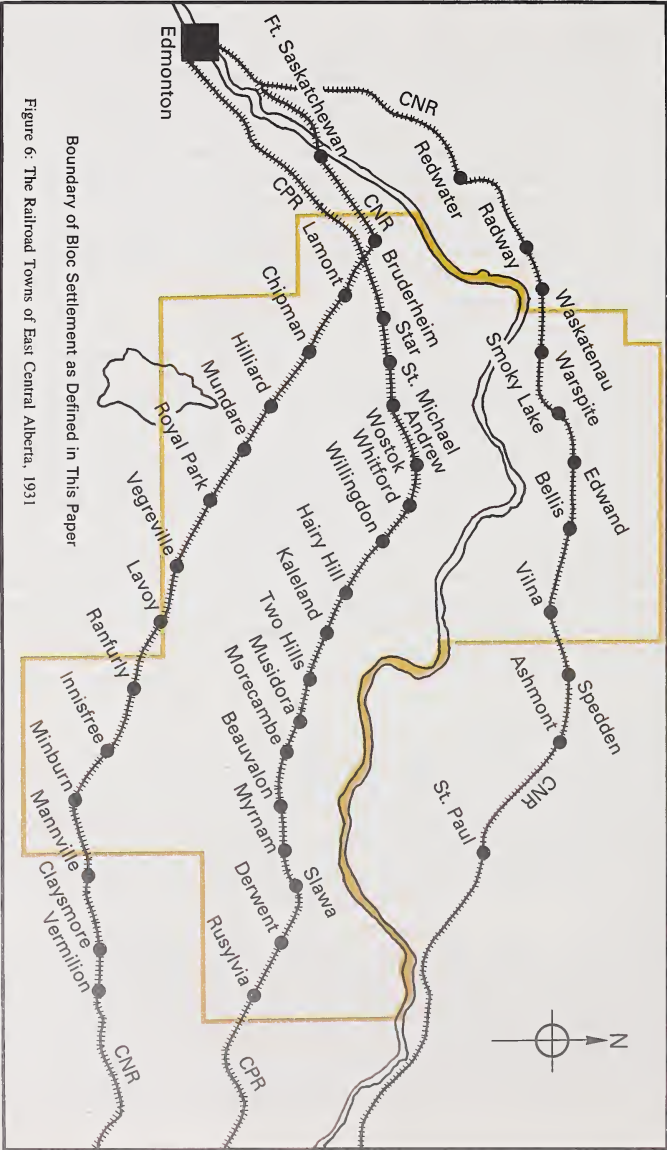 Edmonton
Ft. Saskatchewan
CNR
Redwater
Radway
Waskatenau
Warspite
Smoky Lake
Edwand
Bellis
Vilna
Spedden
Ashmont
CNR
St. Paul
N
CPR
CNR
Bruderheim
Lamont
Star
St. Michael
Chipman
Andrew
Wostok
Whitford
Willingdon
Hilliard
Mundare
Royal Park
Hairy Hill
Kaleland
Two Hills
Musidora
Morecambe
Beauvalon
Myrnam
Slawa
Derwent
Rusylvia
CPR
Vegreville
Lavoy
Ranfurly
Innisfree
Minburn
Mannville
Claysmore
Vermilion
CNR
Boundary of Bloc Settlement as Defined in This Paper
Figure 6: The Railroad Towns of East Central Alberta, 1931